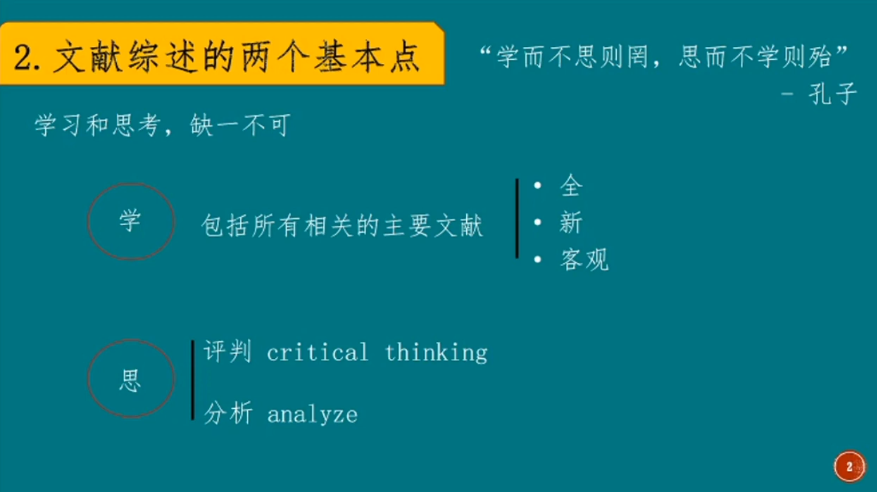 2.文献综述的两个基本点
“学而不思则罔，思而不学则殆”
- 孔子
学习和思考，缺一不可
学
包括所有相关的主要文献
• 全
• 新
• 客观
思
评判 critical thinking
分析 analyze
2